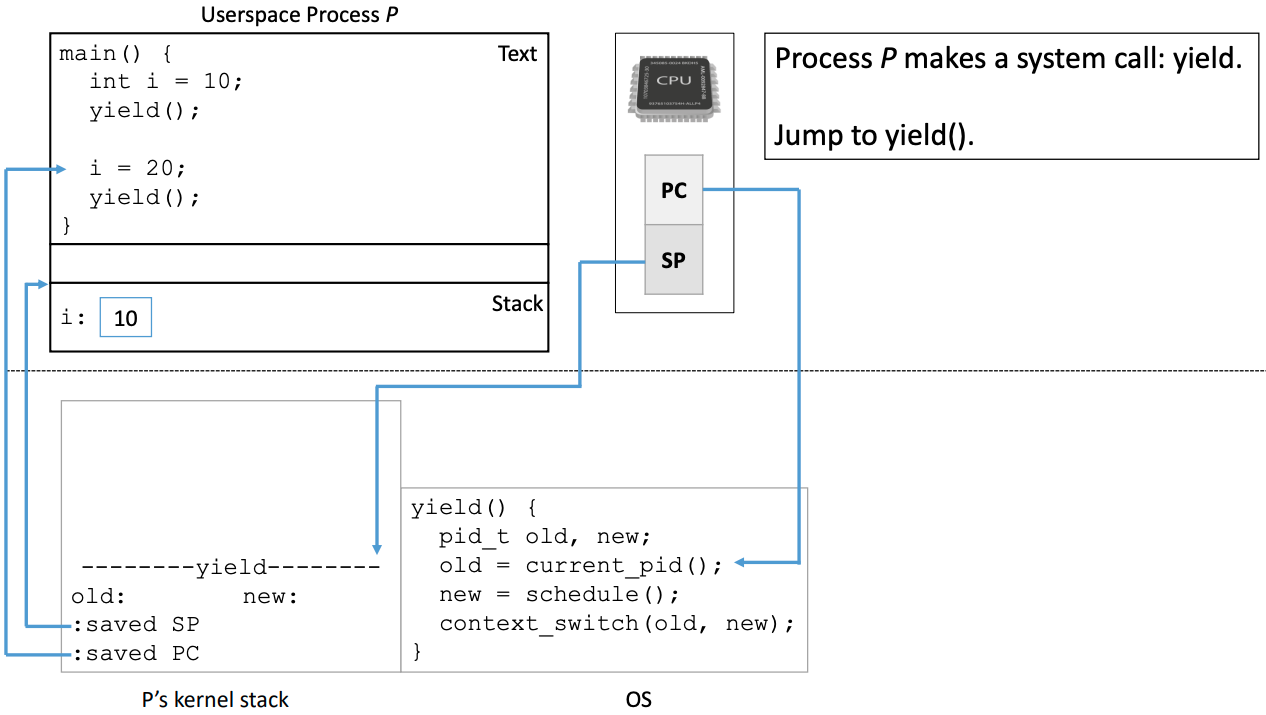 Userspace Process P
main() {
Text
int i = 10;
yield();
i = 20;
yield();
}
Stack
i: 10
CPU
PC
SP
Process P makes a system call: yield.
Jump to yield().
--------yield--------
old: new:
:saved SP
:saved PC
P’s kernel stack
yield() {
pid_t old, new;
old = current_pid();
new = schedule();
context_switch(old, new);
}
OS